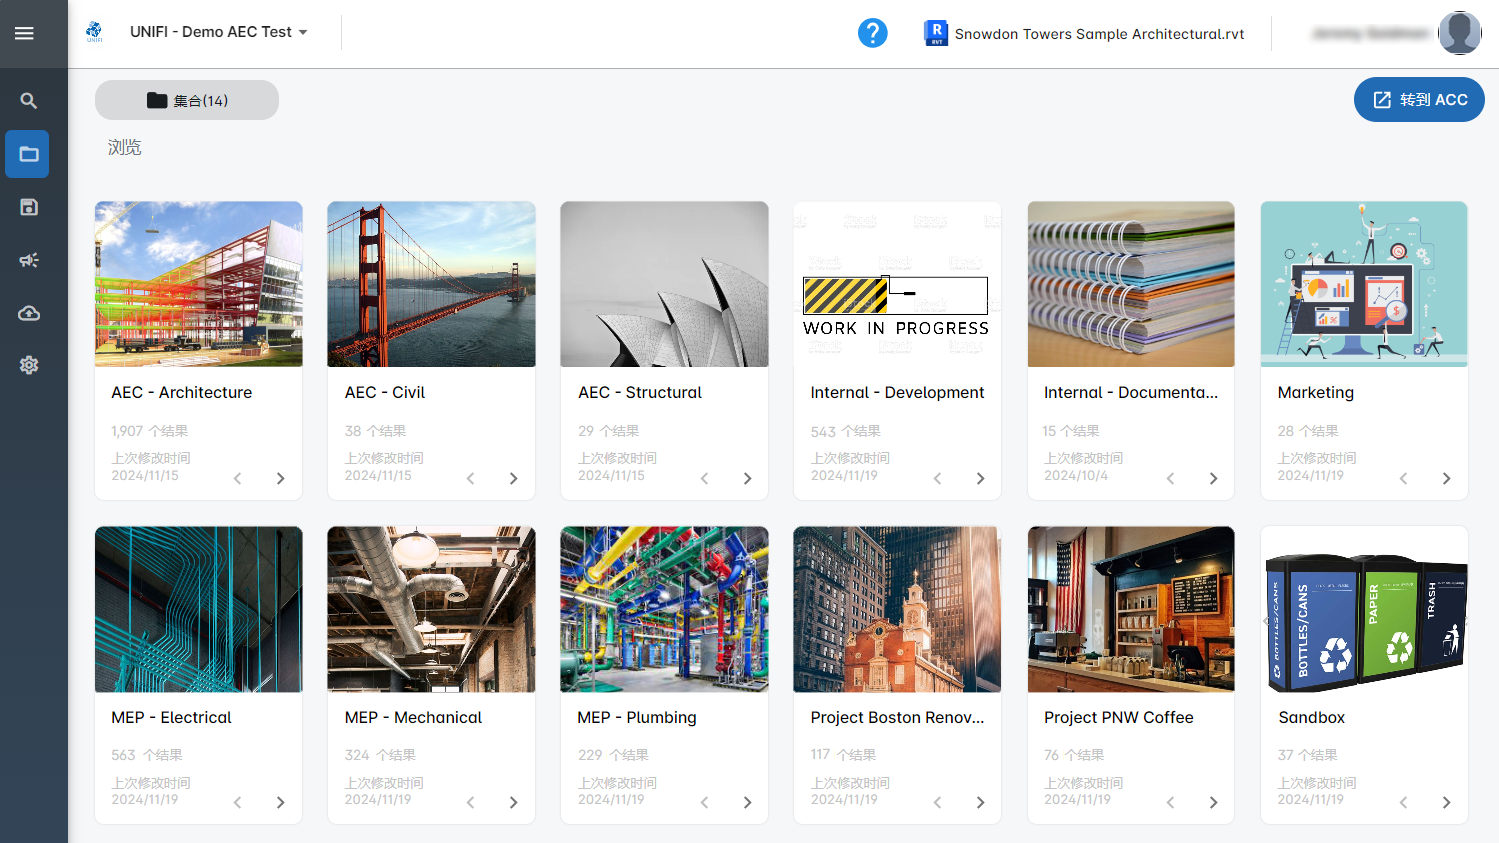 UNIFI
UNIFI - Demo AEC Test
?
R
RVT
Snowdon Towers Sample Architectural.rvt
集合(14)
转到 ACC
浏览
WORK IN PROGRESS
AEC - Architecture
AEC - Civil
AEC - Structural
Internal - Development
Internal - Documenta...
Marketing
1,907 个结果
38 个结果
29 个结果
543 个结果
15 个结果
28 个结果
上次修改时间
上次修改时间
上次修改时间
上次修改时间
上次修改时间
上次修改时间
2024/11/15
2024/11/15
2024/11/15
2024/11/19
2024/10/4
2024/11/19
BOTTLES/CANS
BOTTLES/CANS
PAPER
TRASH
MEP - Electrical
MEP - Mechanical
MEP - Plumbing
Project Boston Renov...
Project PNW Coffee
Sandbox
563 个结果
324 个结果
229 个结果
117 个结果
76 个结果
37 个结果
上次修改时间
上次修改时间
上次修改时间
上次修改时间
上次修改时间
上次修改时间
2024/11/19
2024/11/19
2024/11/19
2024/11/19
2024/11/19
2024/11/19